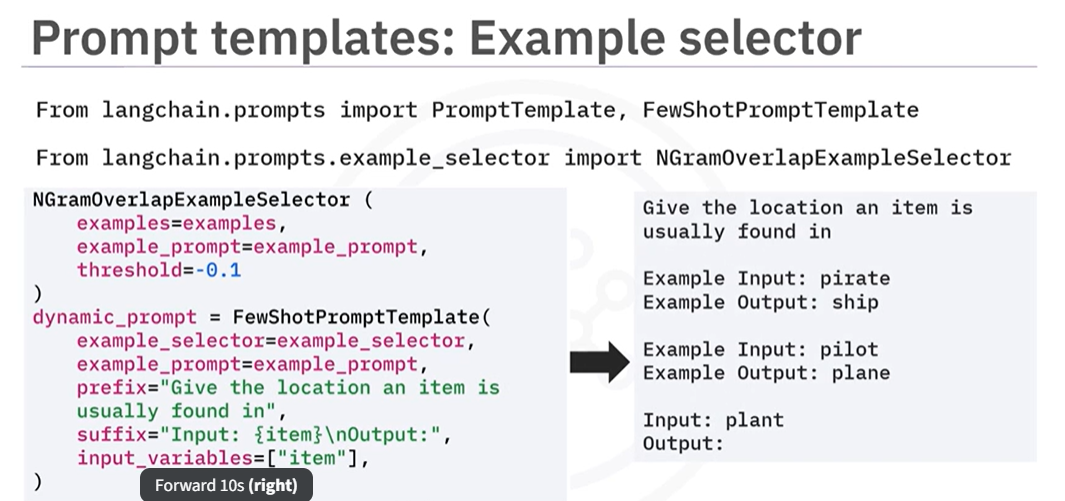 Prompt templates: Example selector
From langchain.prompts import PromptTemplate, FewShotPromptTemplate
From langchain.prompts.example_selector import NGramOverlapExampleSelector
NGramOverlapExampleSelector (
examples=examples,
example_prompt=example_prompt,
threshold=-0.1
)
dynamic_prompt = FewShotPromptTemplate(
example_selector=example_selector,
example_prompt=example_prompt,
prefix="Give the location an item is
usually found in",
suffix="Input: {item}\nOutput:",
input_variables=["item"],
)
Give the location an item is
usually found in
Example Input: pirate
Example Output: ship
Example Input: pilot
Example Output: plane
Input: plant
Output:
Forward 10s (right)